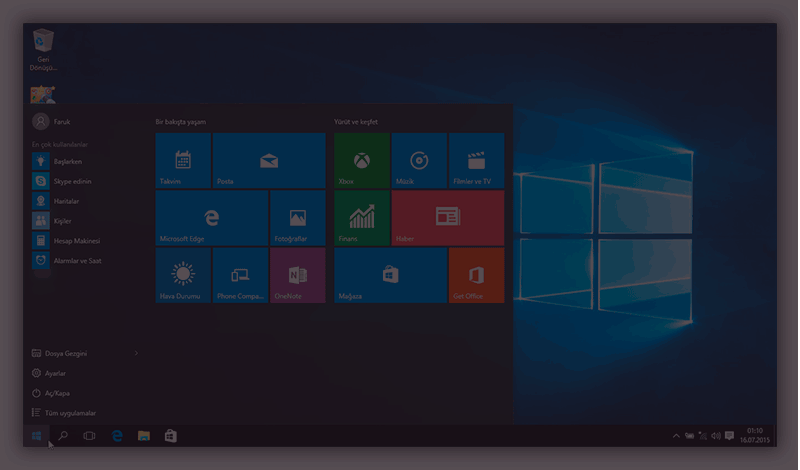 Geri
Dönüşü...
Faruk
En çok kullanılanlar
Başlarken
Skype edinin
Haritalar
Kişiler
Hesap Makinesi
Alarmlar ve Saat
Dosya Gezgini
Ayarlar
Aç/Kapa
Tüm uygulamalar
Bir bakışta yaşam
Takvim
Posta
Microsoft Edge
Fotoğraflar
Hava Durumu
Phone Compa...
OneNote
Yürüt ve keşfet
Xbox
Müzik
Filmler ve TV
Finans
Haber
Mağaza
Get Office
01:10
16.07.2015